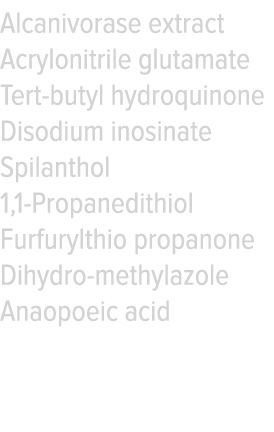 Alcanivorase extract
Acrylonitrile glutamate
Tert-butyl hydroquinone
Disodium inosinate
Spilanthol
1,1-Propanedithiol
Furfurylthio propanone
Dihydro-methylazole
Anaopoeic acid